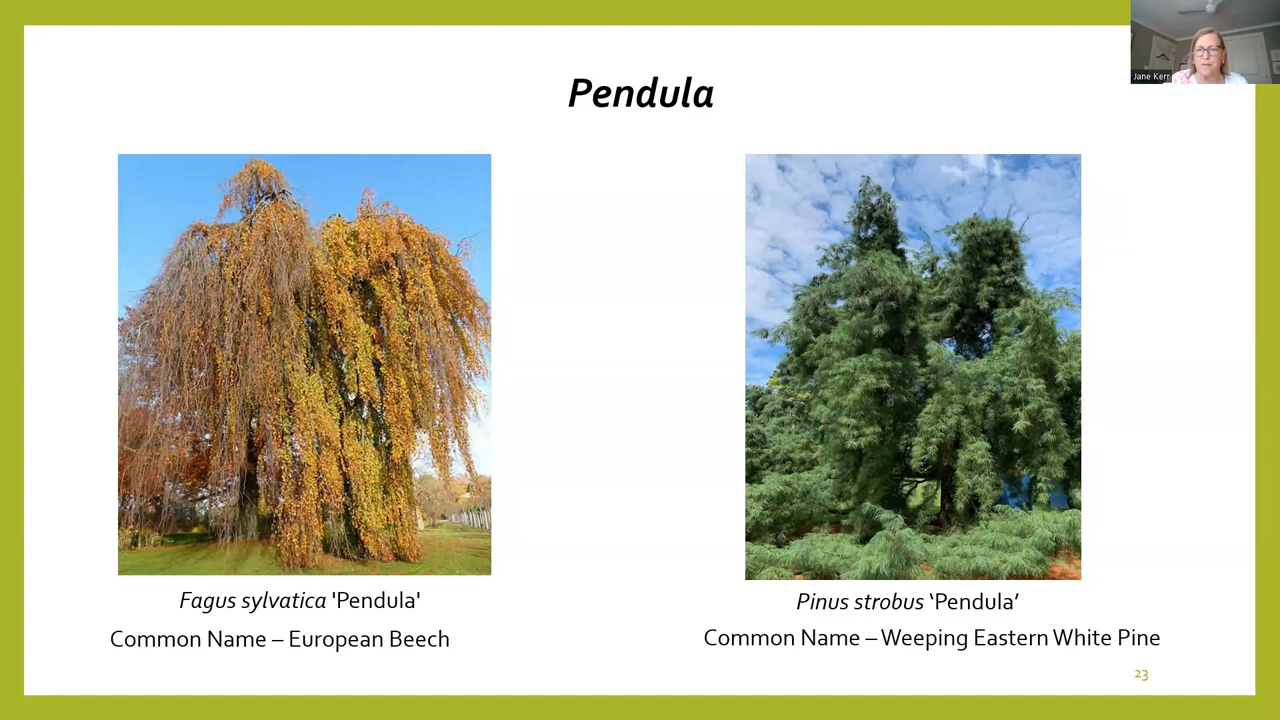 Jane Kerr
Pendula
Fagus sylvatica 'Pendula'
Common Name – European Beech
Pinus strobus ‘Pendula’
Common Name – Weeping Eastern White Pine
23